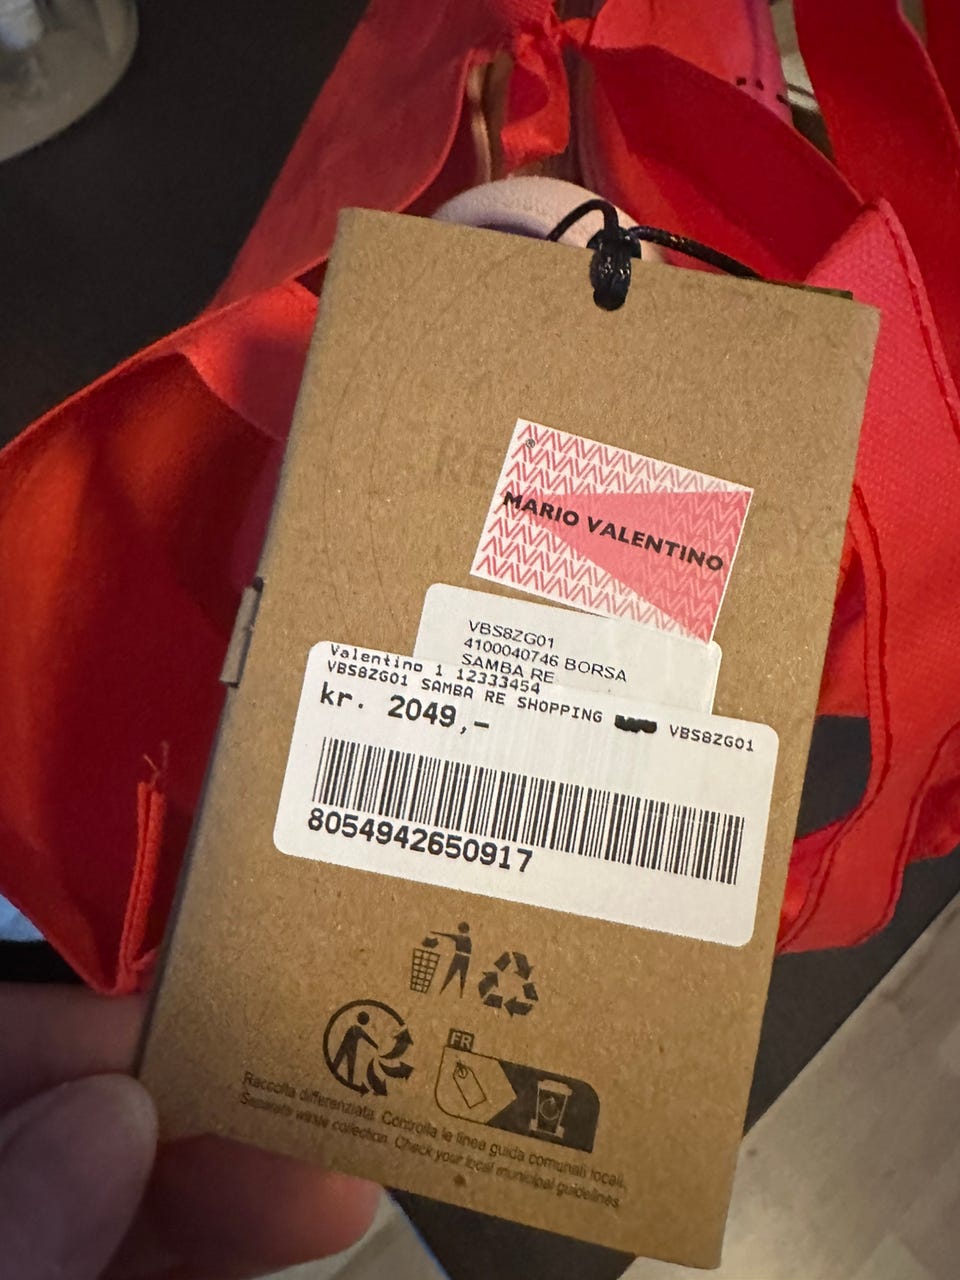 MARIO VALENTINO
VBS8ZG01
4100040746 BORSA
SAMBA RE
Valentino 1 12333454
VBS8ZG01 SAMBA RE SHOPPING VBS8ZG01
kr. 2049,-
8054942650917
FR
Raccolta differenziata. Controlla le linea guida comunali locali.
Separate waste collection. Check your local municipal guidelines.